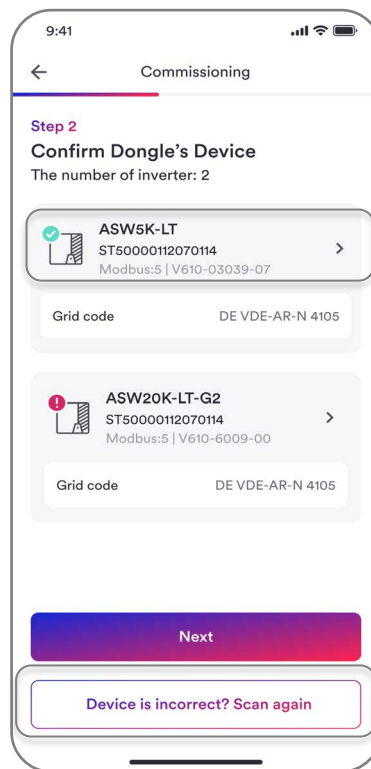 9:41
Commissioning
Step 2
Confirm Dongle's Device
The number of inverter: 2
ASW5K-LT
ST50000112070114
Modbus:5 | V610-03039-07
Grid code DE VDE-AR-N 4105
ASW20K-LT-G2
ST50000112070114
Modbus:5 | V610-6009-00
Grid code DE VDE-AR-N 4105
Next
Device is incorrect? Scan again